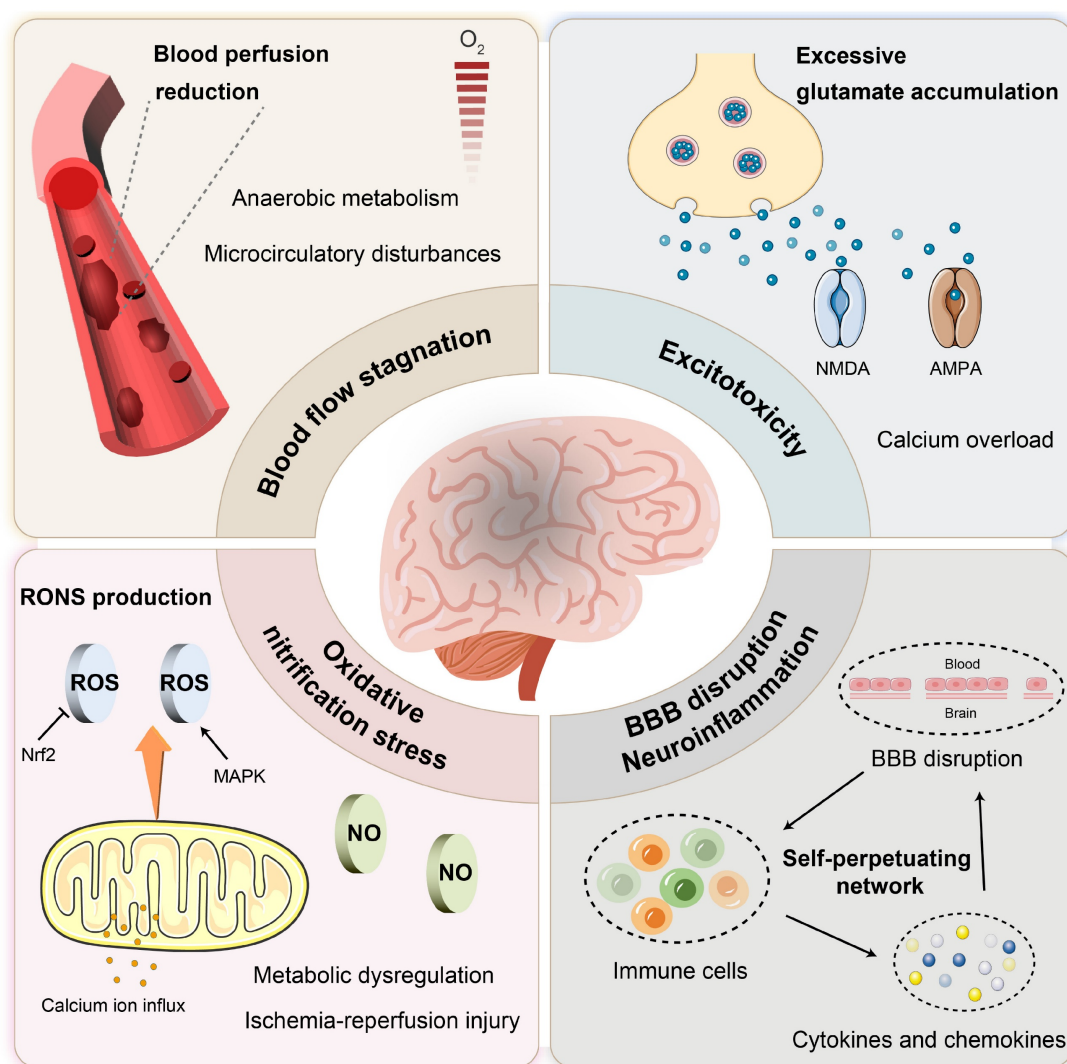 Blood perfusion
reduction
O2
Anaerobic metabolism
Microcirculatory disturbances
Blood flow stagnation
Excessive
glutamate accumulation
NMDA
AMPA
Calcium overload
Excitotoxicity
RONS production
ROS
ROS
Nrf2
MAPK
NO
NO
Calcium ion influx
Metabolic dysregulation
Ischemia-reperfusion injury
Oxidative
nitrification stress
BBB disruption
Neuroinflammation
Blood
Brain
BBB disruption
Self-perpetuating
network
Immune cells
Cytokines and chemokines